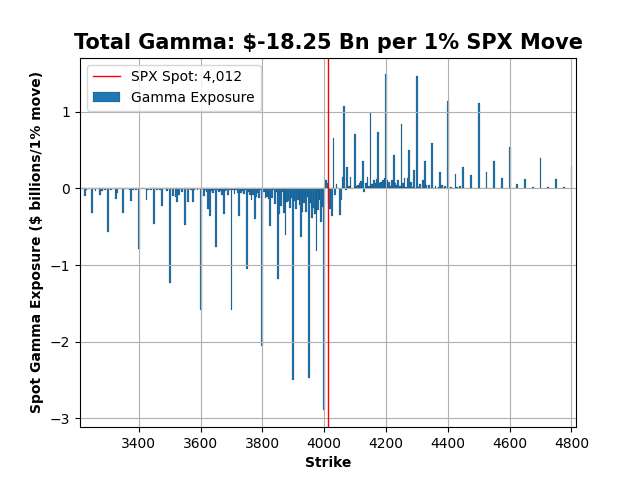 Total Gamma: $-18.25 Bn per 1% SPX Move
SPX Spot: 4,012
Gamma Exposure
Spot Gamma Exposure ($ billions/1% move)
1
0
−1
−2
−3
3400 3600 3800 4000 4200 4400 4600 4800
Strike